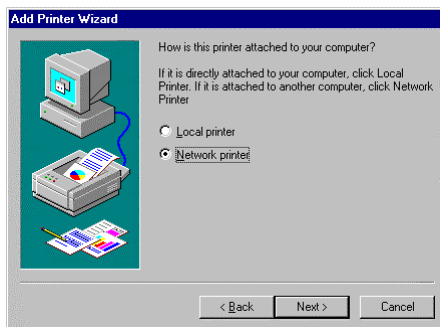 Add Printer Wizard
How is this printer attached to your computer?
If it is directly attached to your computer, click Local
Printer. If it is attached to another computer, click Network
Printer
Local printer
Network printer
< Back
Next >
Cancel